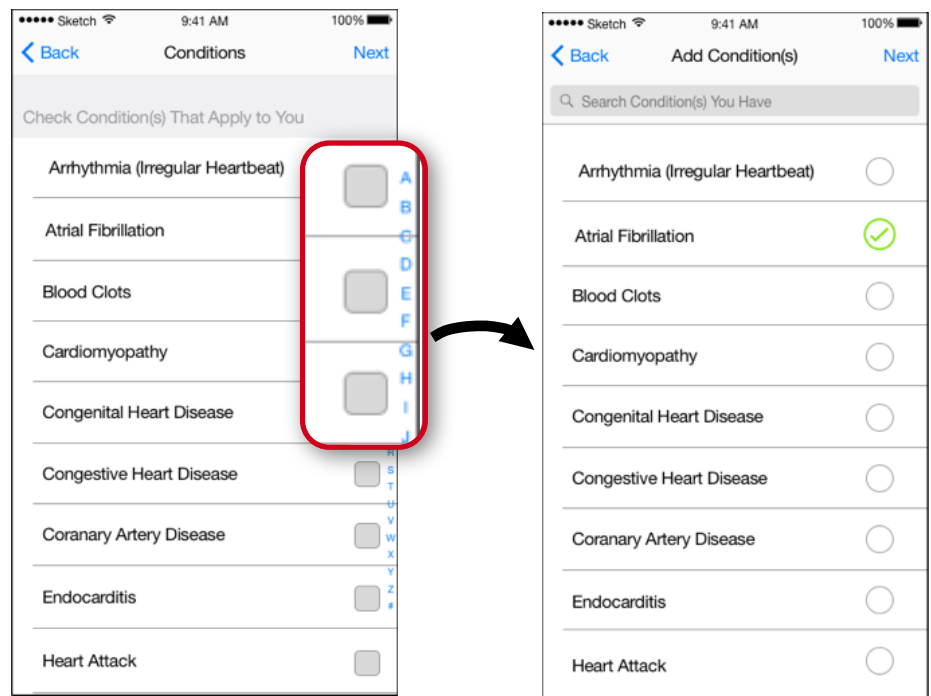 Sketch 9:41 AM 100%
Back Conditions Next
Check Condition(s) That Apply to You
Arrhythmia (Irregular Heartbeat)
Atrial Fibrillation
Blood Clots
Cardiomyopathy
Congenital Heart Disease
Congestive Heart Disease
Coranary Artery Disease
Endocarditis
Heart Attack
A
B
C
D
E
F
G
H
I
J
R
S
T
U
V
W
X
Y
Z
#
Sketch 9:41 AM 100%
Back Add Condition(s) Next
Search Condition(s) You Have
Arrhythmia (Irregular Heartbeat)
Atrial Fibrillation
Blood Clots
Cardiomyopathy
Congenital Heart Disease
Congestive Heart Disease
Coranary Artery Disease
Endocarditis
Heart Attack